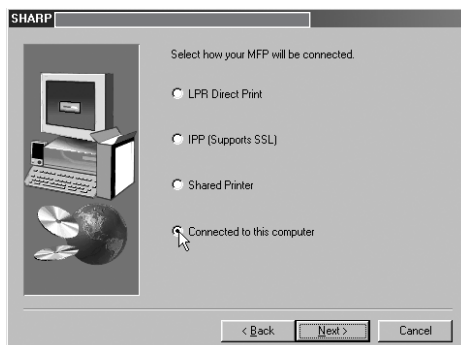 SHARP
Select how your MFP will be connected.
LPR Direct Print
IPP (Supports SSL)
Shared Printer
Connected to this computer
< Back Next > Cancel